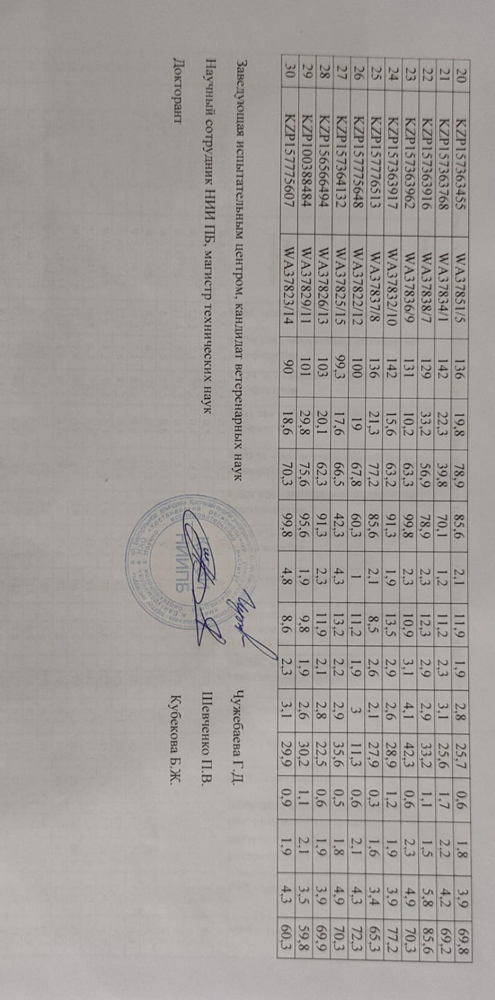 20 KZP157363455 WA37851/5 136 19,8 78,9 85,6 2,1 11,9 1,9 2,8 25,7 0,6 1,8 3,9 69,8
21 KZP157363768 WA37834/1 142 22,3 39,8 70,1 1,2 11,2 2,3 3,1 25,6 1,7 2,2 4,2 69,2
22 KZP157363916 WA37838/7 129 33,2 56,9 78,9 2,3 12,3 2,9 2,9 33,2 1,1 1,5 5,8 85,6
23 KZP157363962 WA37836/9 131 10,2 63,3 99,8 2,3 10,9 3,1 4,1 42,3 0,6 2,3 4,9 70,3
24 KZP157363917 WA37832/10 142 15,6 63,2 91,3 1,9 13,5 2,9 2,6 28,9 1,2 1,9 3,9 77,2
25 KZP157776513 WA37837/8 136 21,3 77,2 85,6 2,1 8,5 2,6 2,1 27,9 0,3 1,6 3,4 65,3
26 KZP157775648 WA37822/12 100 19 67,8 60,3 1 11,2 1,9 3 11,3 0,6 2,1 4,3 72,3
27 KZP157364132 WA37825/15 99,3 17,6 66,5 42,3 4,3 13,2 2,2 2,9 35,6 0,5 1,8 4,9 70,3
28 KZP156566494 WA37826/13 103 20,1 62,3 91,3 2,3 11,9 2,1 2,8 22,5 0,6 1,9 3,9 69,9
29 KZP100388484 WA37829/11 101 29,8 75,6 95,6 1,9 9,8 1,9 2,6 30,2 1,1 2,1 3,5 59,8
30 KZP157775607 WA37823/14 90 18,6 70,3 99,8 4,8 8,6 2,3 3,1 29,9 0,9 1,9 4,3 60,3
Заведующая испытательным центром, кандидат ветеренарных наук Чужебаева Г.Д.
Научный сотрудник НИИ ПБ, магистр технических наук Шевченко П.В.
Докторант Кубекова Б.Ж.
НИИПБ